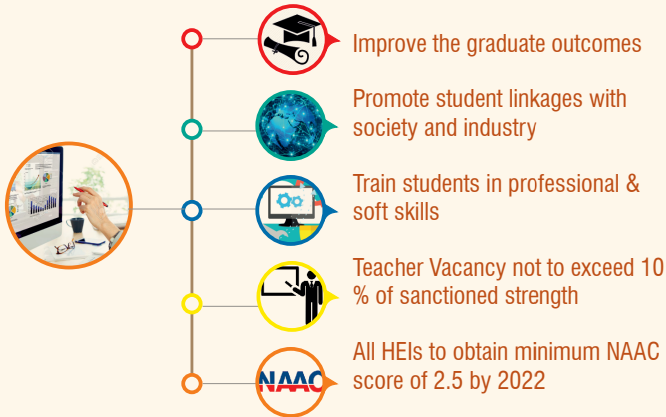 Improve the graduate outcomes
Promote student linkages with
society and industry
Train students in professional &
soft skills
Teacher Vacancy not to exceed 10
% of sanctioned strength
NAAC
All HEIs to obtain minimum NAAC
score of 2.5 by 2022